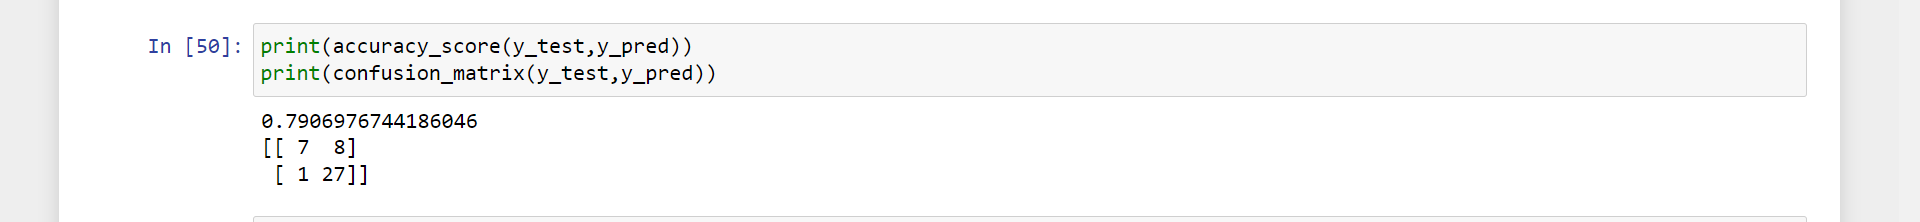 In [50]: print(accuracy_score(y_test,y_pred))
print(confusion_matrix(y_test,y_pred))
0.7906976744186046
[[ 7  8]
 [ 1 27]]